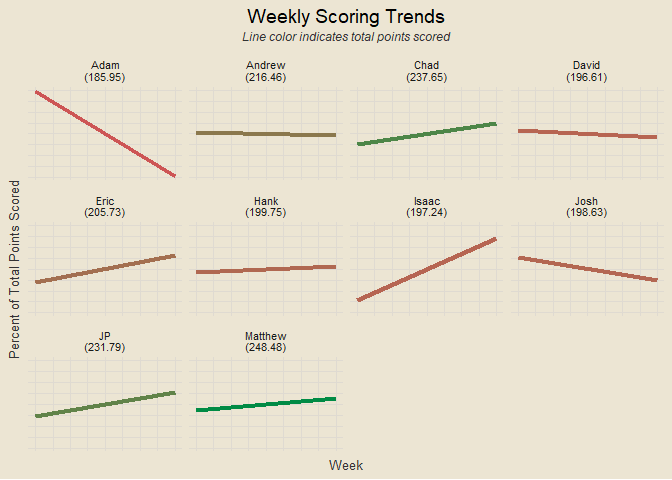 Weekly Scoring Trends
Line color indicates total points scored
Adam
(185.95)
Andrew
(216.46)
Chad
(237.65)
David
(196.61)
Eric
(205.73)
Hank
(199.75)
Isaac
(197.24)
Josh
(198.63)
JP
(231.79)
Matthew
(248.48)
Percent of Total Points Scored
Week